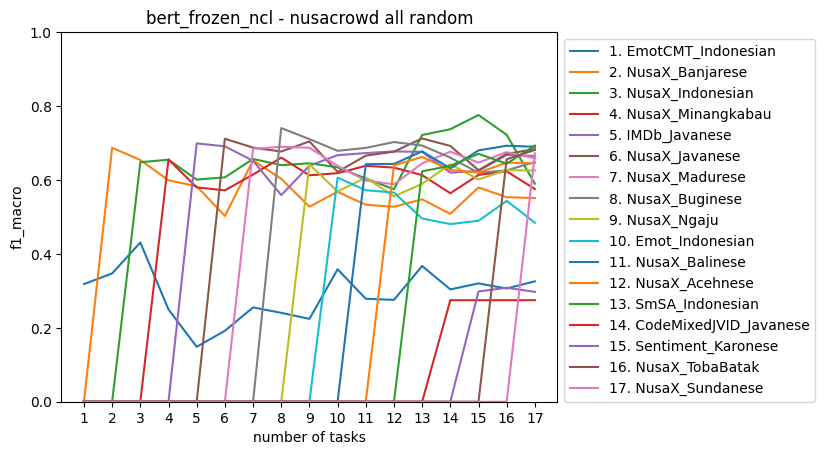 bert_frozen_ncl - nusacrowd all random
1.0
0.8
0.6
0.4
0.2
0.0
f1_macro
1 2 3 4 5 6 7 8 9 10 11 12 13 14 15 16 17
number of tasks
1. EmotCMT_Indonesian
2. NusaX_Banjarese
3. NusaX_Indonesian
4. NusaX_Minangkabau
5. IMDb_Javanese
6. NusaX_Javanese
7. NusaX_Madurese
8. NusaX_Buginese
9. NusaX_Ngaju
10. Emot_Indonesian
11. NusaX_Balinese
12. NusaX_Acehnese
13. SmSA_Indonesian
14. CodeMixedJVID_Javanese
15. Sentiment_Karonese
16. NusaX_TobaBatak
17. NusaX_Sundanese